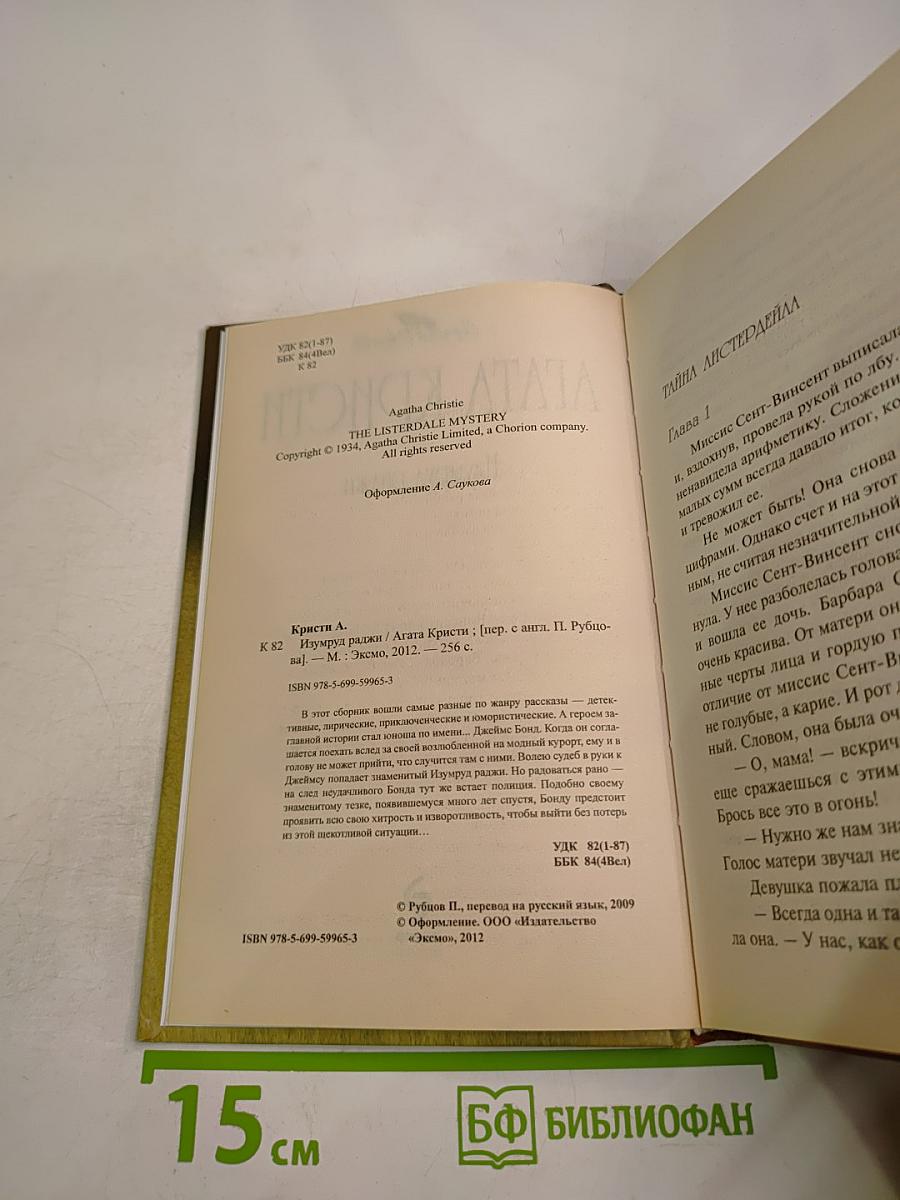 УДК 82(1-87)
ББК 84(4Вел)
К 82
Agatha Christie
THE LISTERDALE MYSTERY
Copyright © 1934, Agatha Christie Limited, a Chorion company.
All rights reserved
Оформление А. Саукова
Кристи А.
К 82 Изумруд раджи / Агата Кристи ; [пер. с англ. П. Рубцо-
ва]. — М. : Эксмо, 2012. — 256 с.
ISBN 978-5-699-59965-3
В этот сборник вошли самые разные по жанру рассказы — детек-
тивные, лирические, приключенческие и юмористические. А героем за-
главной истории стал юноша по имени... Джеймс Бонд. Когда он согла-
шается поехать вслед за своей возлюбленной на модный курорт, ему и в
голову не может прийти, что случится там с ними. Волею судеб в руки к
Джеймсу попадает знаменитый Изумруд раджи. Но радоваться рано —
на след неудачливого Бонда тут же встает полиция. Подобно своему
знаменитому тезке, появившемуся много лет спустя, Бонду предстоит
проявить всю свою хитрость и изворотливость, чтобы выйти без потерь
из этой щекотливой ситуации...
УДК 82(1-87)
ББК 84(4Вел)
© Рубцов П., перевод на русский язык, 2009
© Оформление. ООО «Издательство
«Эксмо», 2012
ISBN 978-5-699-59965-3
ТАЙНА ЛИСТЕРДЕЙЛА
Глава 1
Миссис Сент-Винсент выписала
и, вздохнув, провела рукой по лбу.
ненавидела арифметику. Сложени
малых сумм всегда давало итог, ко
и тревожил ее.
Не может быть! Она снова
цифрами. Однако счет и на этот
ным, не считая незначительной
Миссис Сент-Винсент сно
нула. У нее разболелась голова
и вошла ее дочь. Барбара С
очень красива. От матери он
ные черты лица и гордую п
отличие от миссис Сент-Ви
не голубые, а карие. И рот д
ный. Словом, она была оч
— О, мама! — вскрич
еще сражаешься с этим
Брось все это в огонь!
— Нужно же нам зна
Голос матери звучал не
Девушка пожала пл
— Всегда одна и та
ла она. — У нас, как с
15 см
БФ БИБЛИОФАН